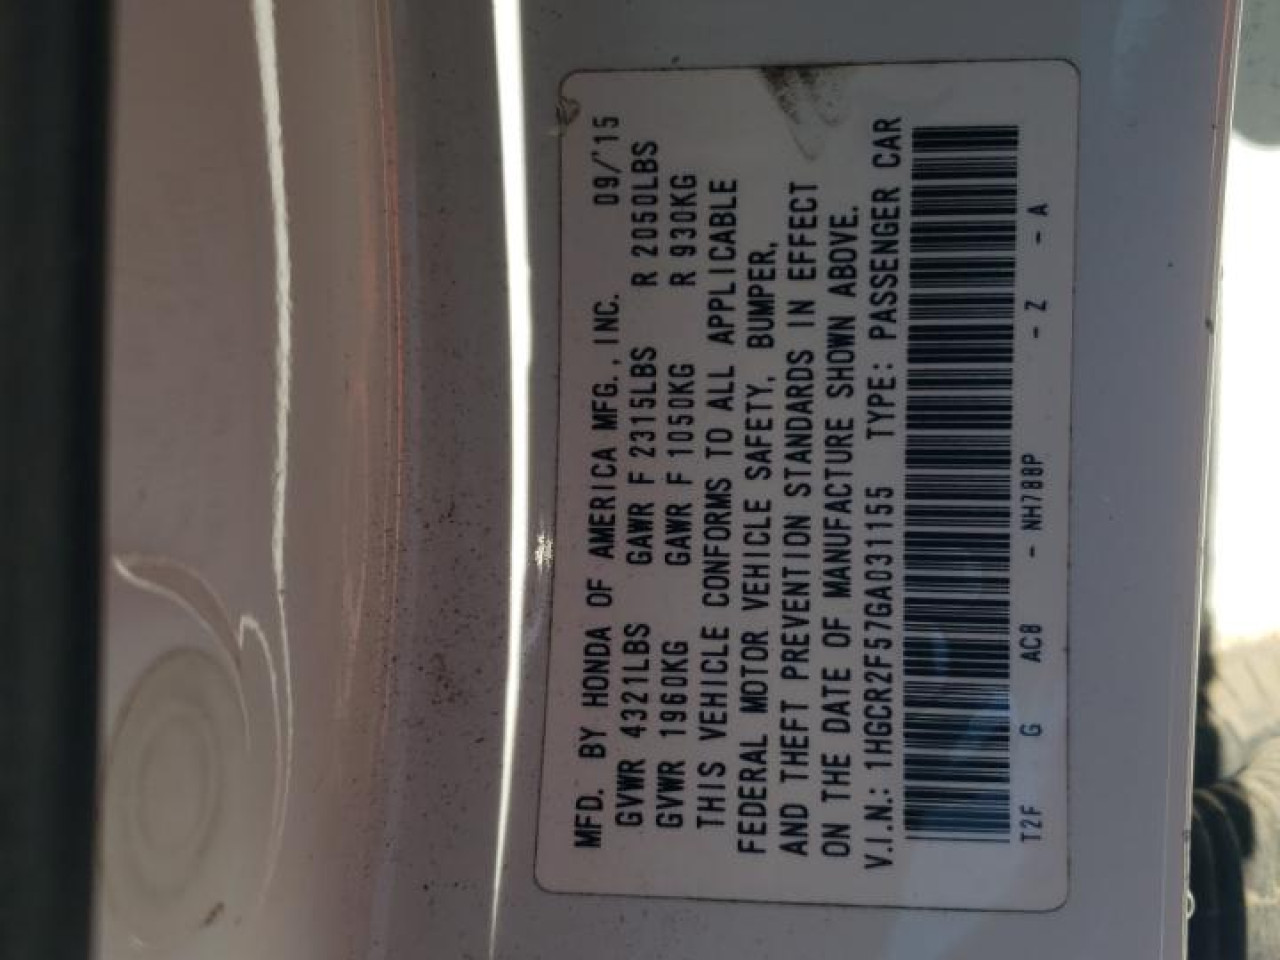 MFD. BY HONDA OF AMERICA MFG., INC. 09/'15
GVWR 4321LBS GAWR F 2315LBS R 2050LBS
GVWR 1960KG GAWR F 1050KG R 930KG
THIS VEHICLE CONFORMS TO ALL APPLICABLE
FEDERAL MOTOR VEHICLE SAFETY, BUMPER,
AND THEFT PREVENTION STANDARDS IN EFFECT
ON THE DATE OF MANUFACTURE SHOWN ABOVE.
V.I.N.: 1HGCR2F57GA031155 TYPE: PASSENGER CAR
T2F G AC8 - NH788P - Z - A